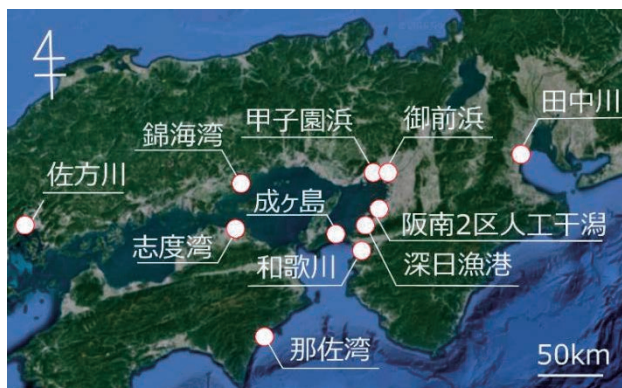 田中川
甲子園浜
御前浜
錦海湾
佐方川
成ヶ島
阪南2区人工干潟
志度湾
和歌川
深日漁港
那佐湾
50km